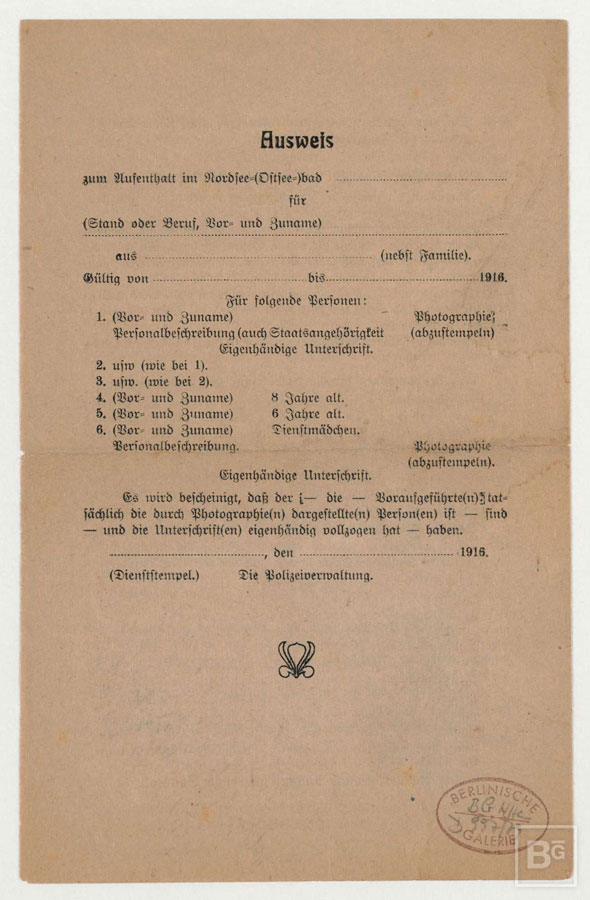 Ausweis
zum Aufenthalt im Nordsee=(Ostsee=)bad
für
(Stand oder Beruf, Vor= und Zuname)
aus (nebst Familie).
Gültig von bis 1916.
Für folgende Personen:
1. (Vor= und Zuname) Photographie
Personalbeschreibung (auch Staatsangehörigkeit (abzustempeln)
Eigenhändige Unterschrift.
2. usw (wie bei 1).
3. usw. (wie bei 2).
4. (Vor= und Zuname) 8 Jahre alt.
5. (Vor= und Zuname) 6 Jahre alt.
6. (Vor= und Zuname) Dienstmädchen.
Personalbeschreibung. Photographie
(abzustempeln).
Eigenhändige Unterschrift.
Es wird bescheinigt, daß der — die — Voraufgeführte(n) tat=
sächlich die durch Photographie(n) dargestellte(n) Person(en) ist — sind
— und die Unterschrift(en) eigenhändig vollzogen hat — haben.
, den 1916.
(Dienststempel.) Die Polizeiverwaltung.
BERLINISCHE
BG
GALERIE
BG